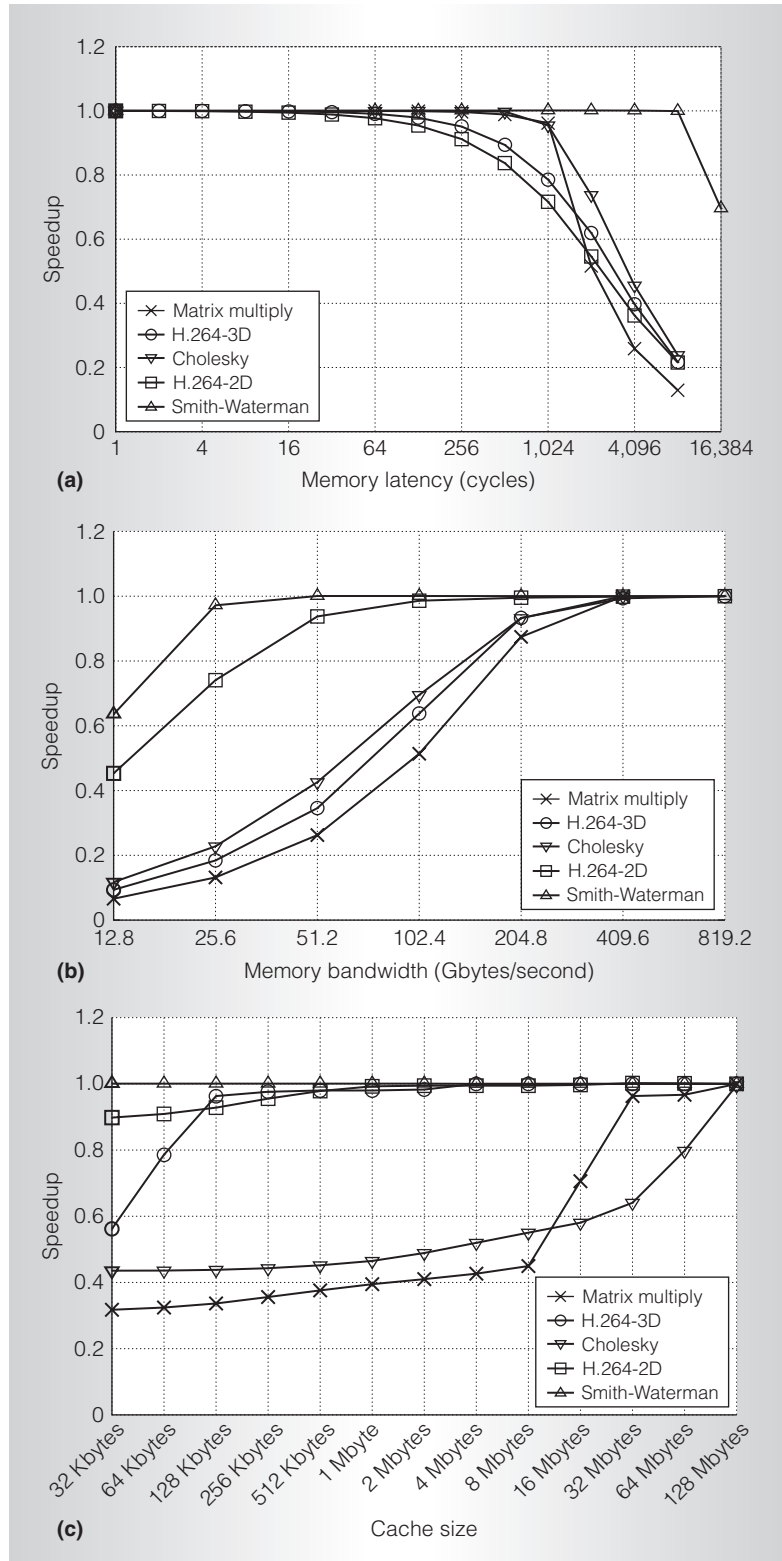 1.2
1.0
0.8
0.6
0.4
0.2
0
Speedup
Matrix multiply
H.264-3D
Cholesky
H.264-2D
Smith-Waterman
1 4 16 64 256 1,024 4,096 16,384
(a) Memory latency (cycles)
1.2
1.0
0.8
0.6
0.4
0.2
0
Speedup
Matrix multiply
H.264-3D
Cholesky
H.264-2D
Smith-Waterman
12.8 25.6 51.2 102.4 204.8 409.6 819.2
(b) Memory bandwidth (Gbytes/second)
1.2
1.0
0.8
0.6
0.4
0.2
0
Speedup
Matrix multiply
H.264-3D
Cholesky
H.264-2D
Smith-Waterman
32 Kbytes
64 Kbytes
128 Kbytes
256 Kbytes
512 Kbytes
1 Mbyte
2 Mbytes
4 Mbytes
8 Mbytes
16 Mbytes
32 Mbytes
64 Mbytes
128 Mbytes
(c) Cache size